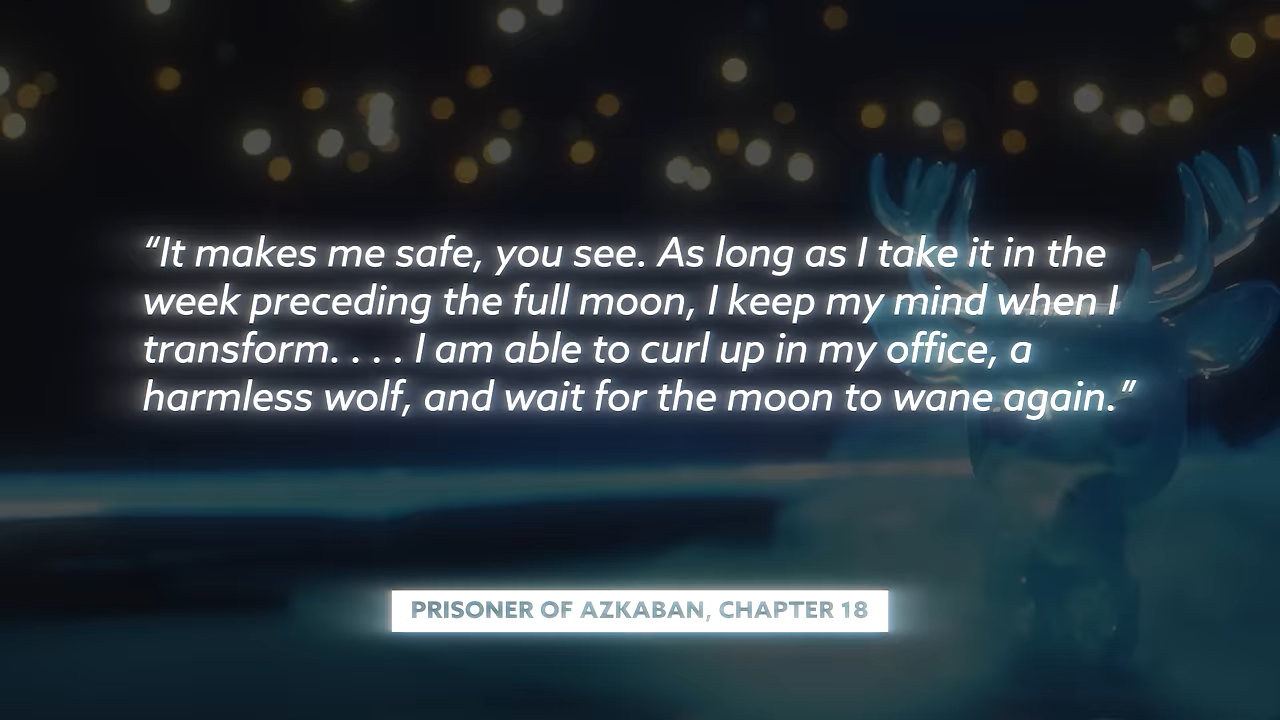 “It makes me safe, you see. As long as I take it in the
week preceding the full moon, I keep my mind when I
transform. . . . I am able to curl up in my office, a
harmless wolf, and wait for the moon to wane again.”
PRISONER OF AZKABAN, CHAPTER 18